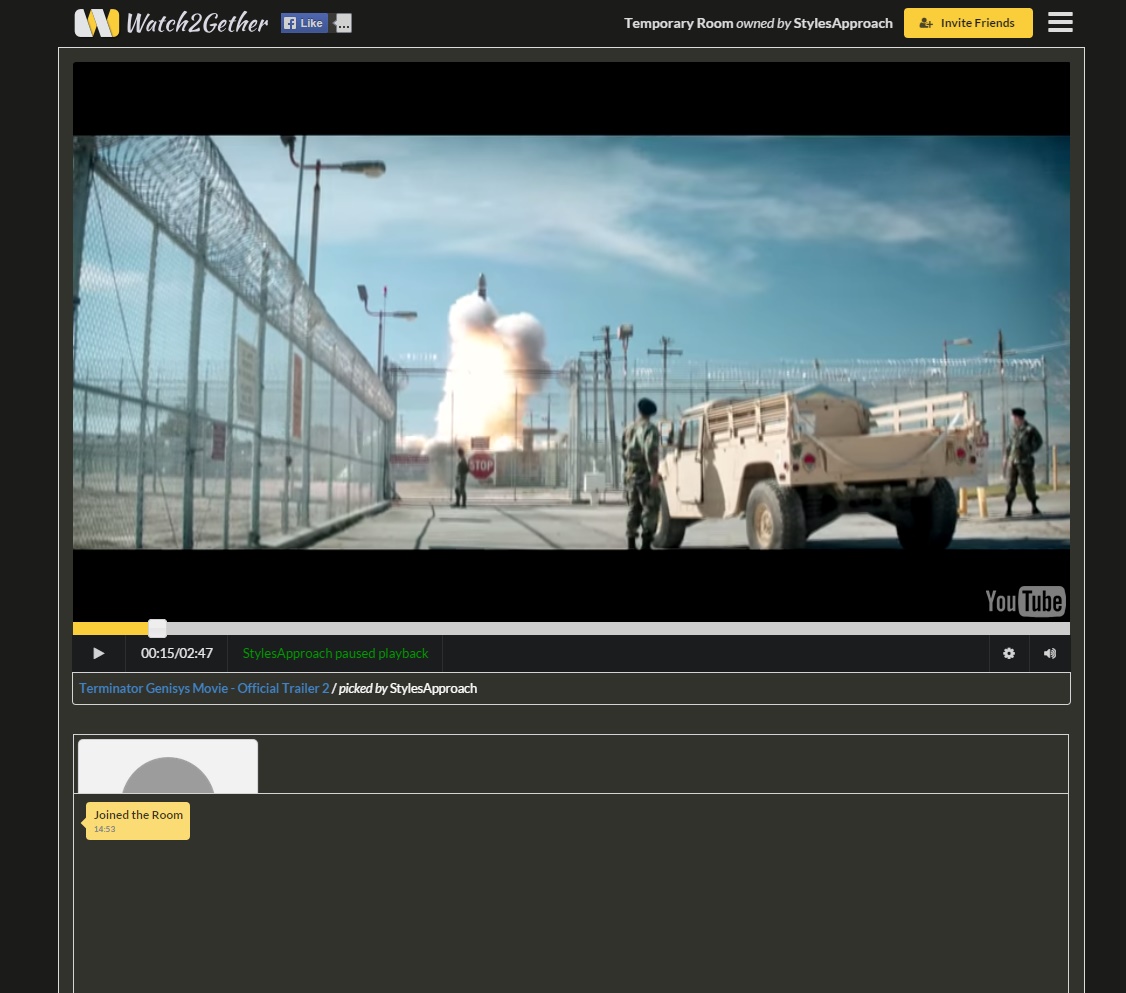 Watch2Gether
Like
...
Temporary Room owned by StylesApproach
Invite Friends
STOP
YouTube
00:15/02:47
StylesApproach paused playback
Terminator Genisys Movie - Official Trailer 2 / picked by StylesApproach
Joined the Room
14:53